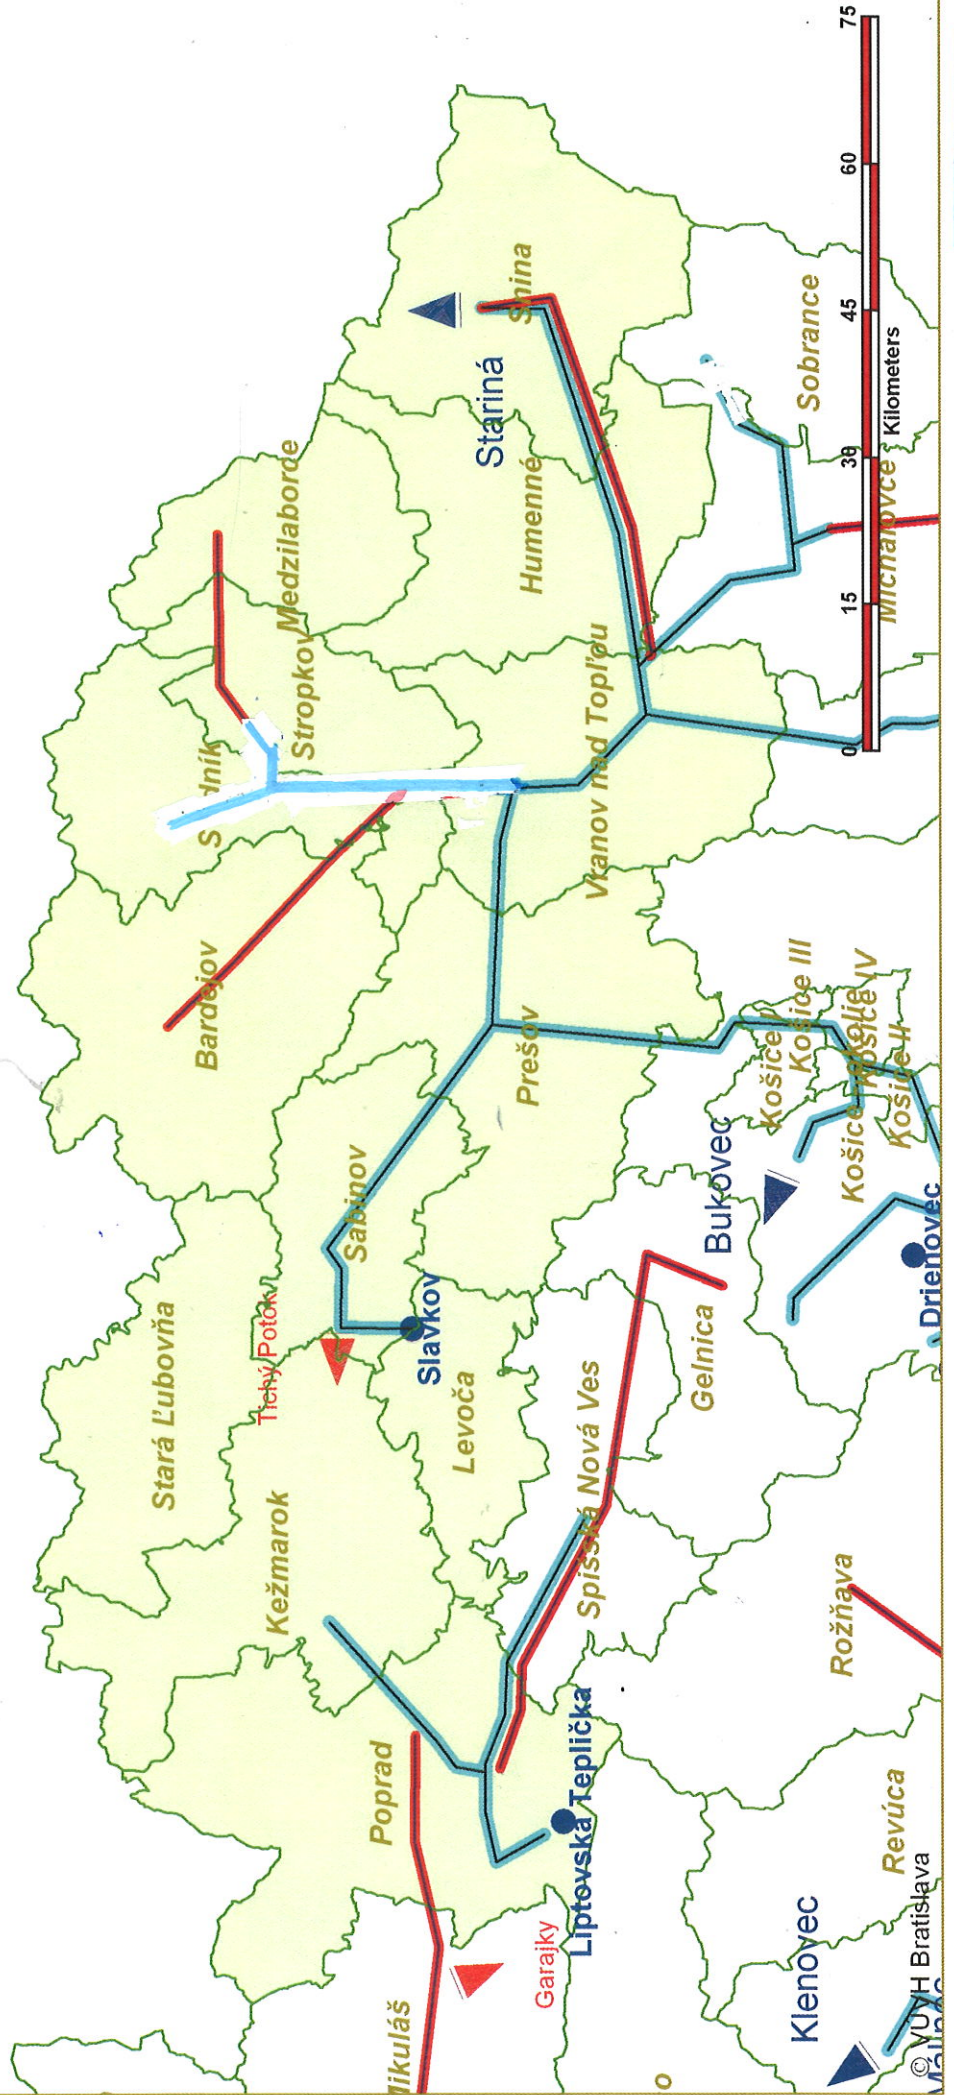 Stará Ľubovňa
Bardejov
Stropkov
Medzilaborce
Tichý Potok
Kežmarok
Sabinov
Poprad
Slavkov
Levoča
Stariná
Snina
Humenné
Prešov
Vranov nad Topľou
Mikuláš
Garajky
Liptovská Teplička
Spišská Nová Ves
Gelnica
Bukovec
Košice I
Košice III
Košice IV
Košice II
Sobrance
Michalovce
Klenovec
Rožňava
Revúca
Drienovec
0 15 30 45 60 75
Kilometers
© VÚVH Bratislava